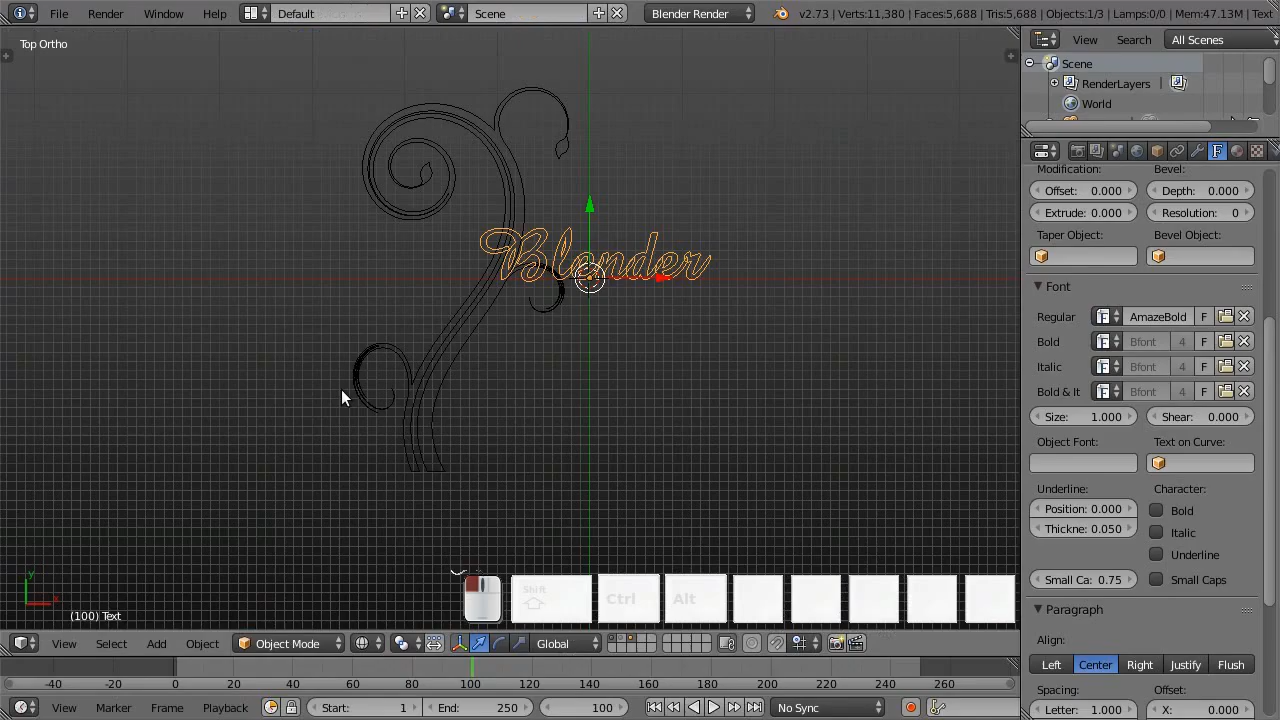 File Render Window Help Default Scene Blender Render v2.73 | Verts:11,380 | Faces:5,688 | Tris:5,688 | Objects:1/3 | Lamps:0/0 | Mem:47.13M | Text
Top Ortho
View Search All Scenes
Scene
RenderLayers
World
Modification: Bevel:
Offset: 0.000 Depth: 0.000
Extrude: 0.000 Resolution: 0
Taper Object: Bevel Object:
Blender
Font
Regular AmazeBold F
Bold Bfont 4 F
Italic Bfont 4 F
Bold & It Bfont 4 F
Size: 1.000 Shear: 0.000
Object Font: Text on Curve:
Underline: Character:
Position: 0.000 Bold
Thickne: 0.050 Italic
Underline
Small Ca: 0.75 Small Caps
Shift
Ctrl Alt
y
x
(100) Text
Paragraph
Align:
Left Center Right Justify Flush
Spacing: Offset:
Letter: 1.000 X: 0.000
View Select Add Object Object Mode Global
-40 -20 0 20 40 60 80 100 120 140 160 180 200 220 240 260
View Marker Frame Playback Start: 1 End: 250 100 No Sync